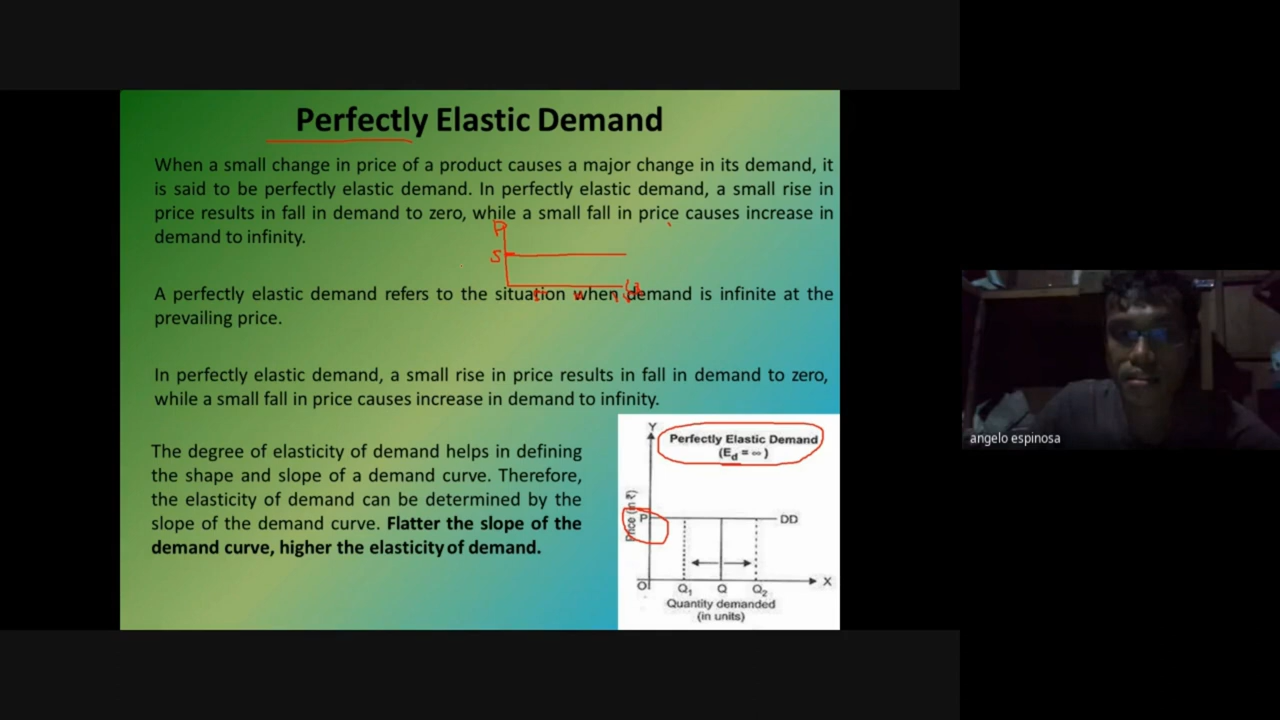 Perfectly Elastic Demand
When a small change in price of a product causes a major change in its demand, it
is said to be perfectly elastic demand. In perfectly elastic demand, a small rise in
price results in fall in demand to zero, while a small fall in price causes increase in
demand to infinity.
P
5
A perfectly elastic demand refers to the situation when demand is infinite at the
prevailing price.
In perfectly elastic demand, a small rise in price results in fall in demand to zero,
while a small fall in price causes increase in demand to infinity.
The degree of elasticity of demand helps in defining
the shape and slope of a demand curve. Therefore,
the elasticity of demand can be determined by the
slope of the demand curve. Flatter the slope of the
demand curve, higher the elasticity of demand.
Y
Perfectly Elastic Demand
(Ed = ∞)
Price (in ₹)
P
DD
O
Q1 Q Q2
X
Quantity demanded
(in units)
angelo espinosa